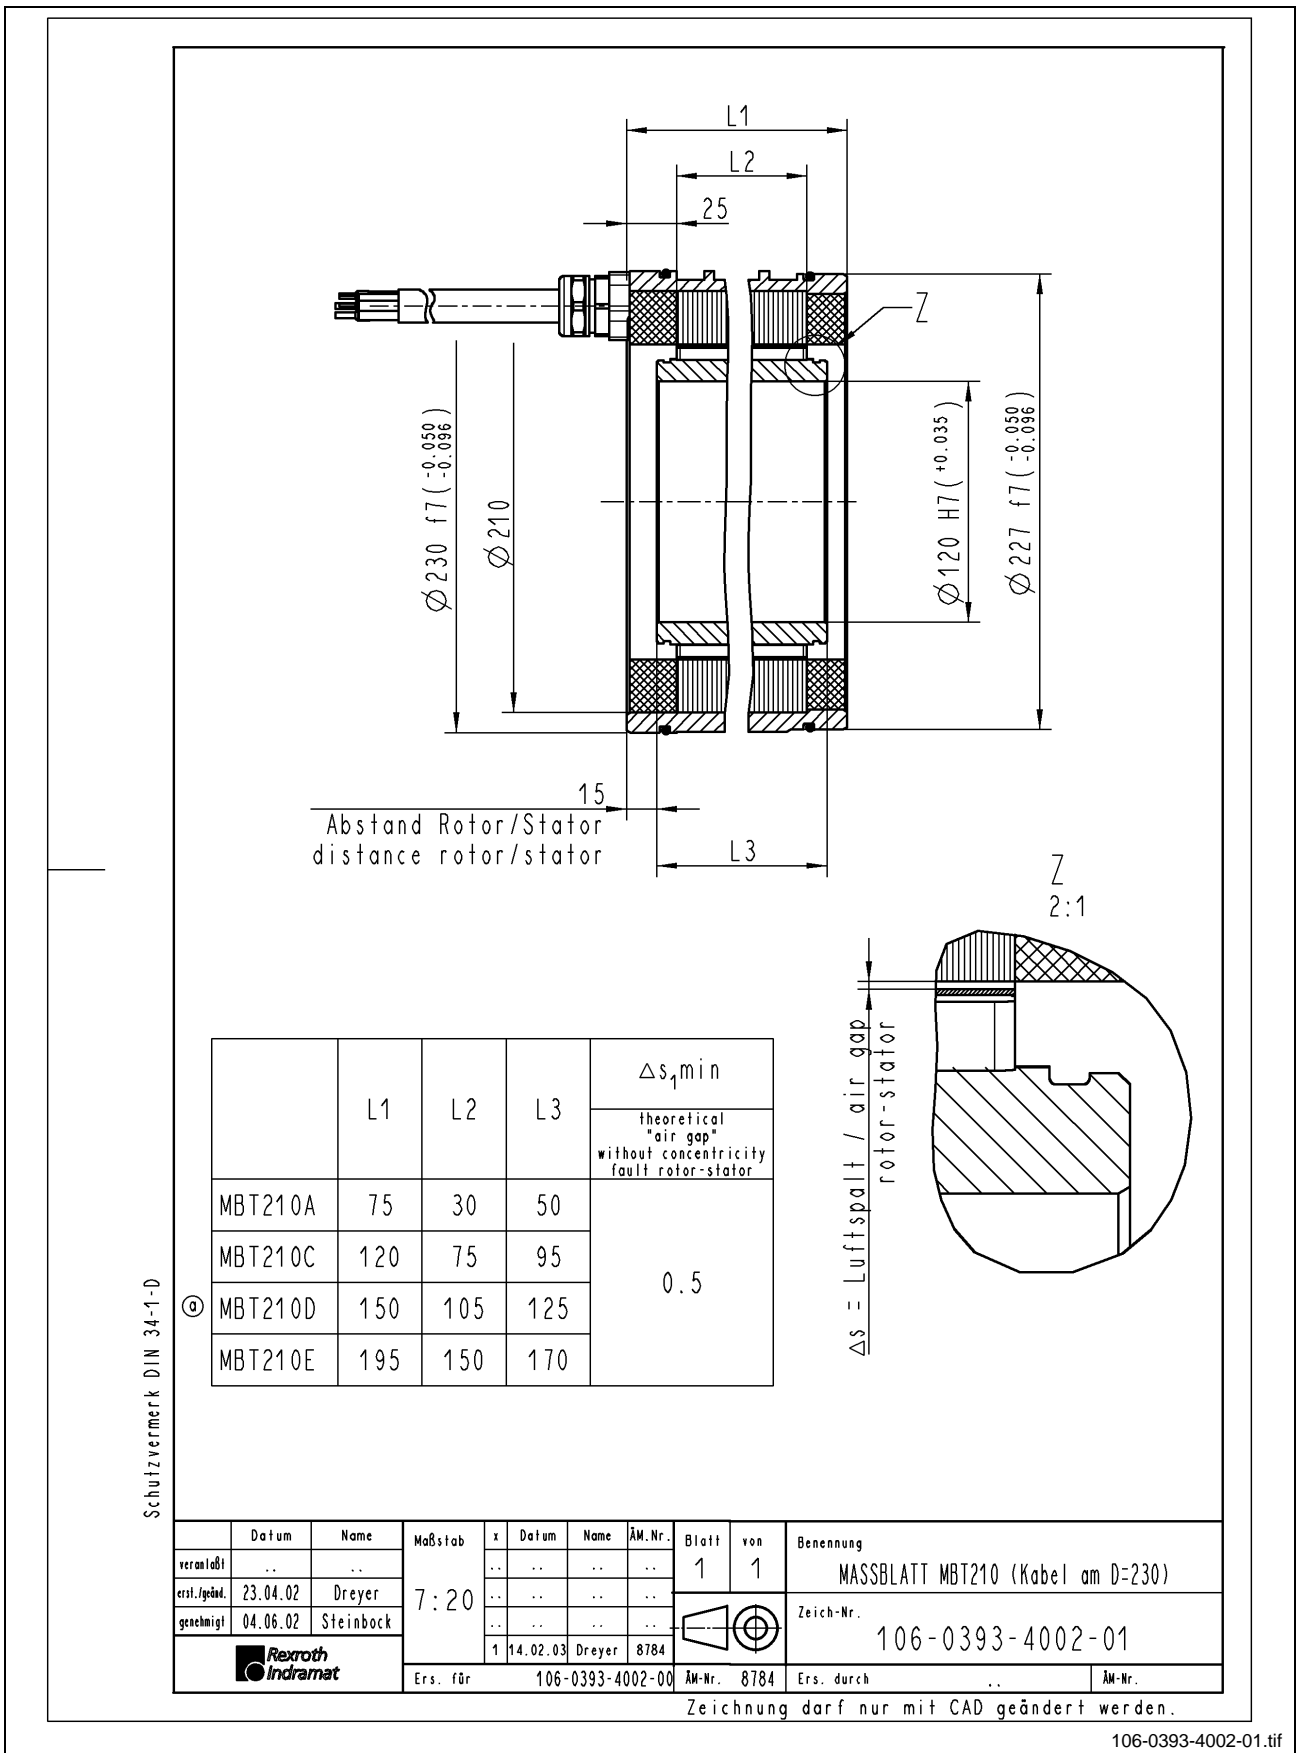 L1
L2
25
Z
Ø230 f7(-0.050 -0.096)
Ø210
Ø120 H7(+0.035)
Ø227 f7(-0.050 -0.096)
15
Abstand Rotor/Stator
distance rotor/stator
L3
Z
2:1
Δs = Luftspalt / air gap
rotor-stator
L1 L2 L3 Δs₁min
theoretical
"air gap"
without concentricity
fault rotor-stator
MBT210A 75 30 50
MBT210C 120 75 95
0.5
ⓐ MBT210D 150 105 125
MBT210E 195 150 170
Schutzvermerk DIN 34-1-D
Datum Name Maßstab x Datum Name ÄM.Nr. Blatt von Benennung
veranlaßt .. .. .. .. .. .. 1 1 MASSBLATT MBT210 (Kabel am D=230)
erst./geänd. 23.04.02 Dreyer 7:20 .. .. .. .. Zeich-Nr.
genehmigt 04.06.02 Steinbock .. .. .. .. 106-0393-4002-01
Rexroth
Indramat
1 14.02.03 Dreyer 8784
Ers. für 106-0393-4002-00 ÄM-Nr. 8784 Ers. durch .. ÄM-Nr.
Zeichnung darf nur mit CAD geändert werden.
106-0393-4002-01.tif